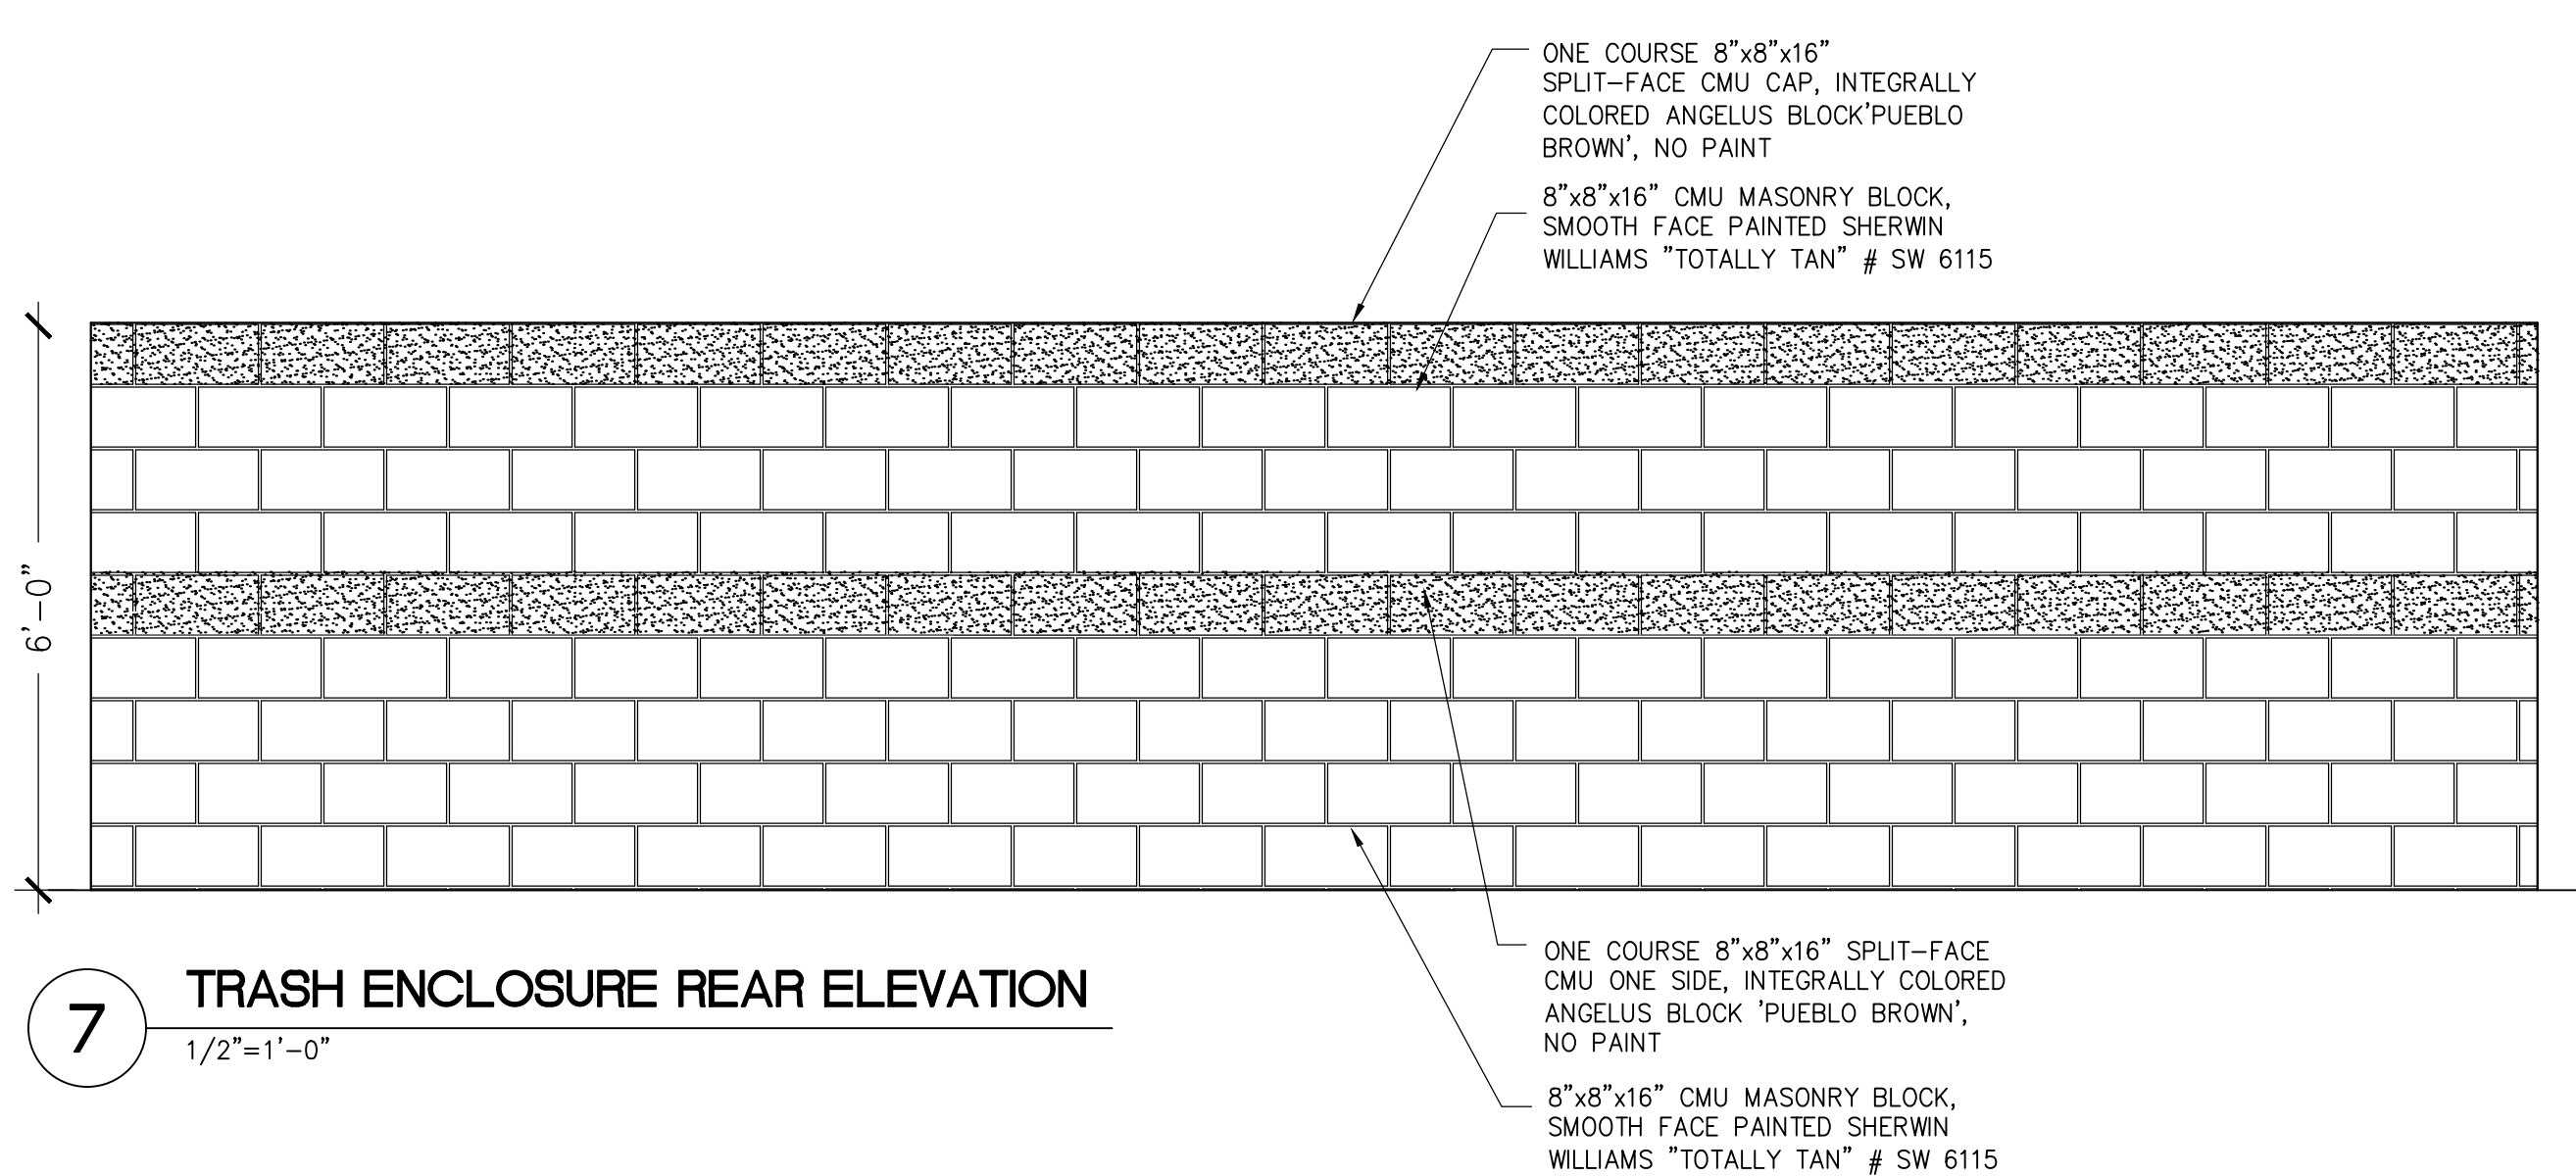 ONE COURSE 8"x8"x16"
SPLIT-FACE CMU CAP, INTEGRALLY
COLORED ANGELUS BLOCK'PUEBLO
BROWN', NO PAINT
8"x8"x16" CMU MASONRY BLOCK,
SMOOTH FACE PAINTED SHERWIN
WILLIAMS "TOTALLY TAN" # SW 6115
6'-0"
ONE COURSE 8"x8"x16" SPLIT-FACE
CMU ONE SIDE, INTEGRALLY COLORED
ANGELUS BLOCK 'PUEBLO BROWN',
NO PAINT
8"x8"x16" CMU MASONRY BLOCK,
SMOOTH FACE PAINTED SHERWIN
WILLIAMS "TOTALLY TAN" # SW 6115
7
TRASH ENCLOSURE REAR ELEVATION
1/2"=1'-0"